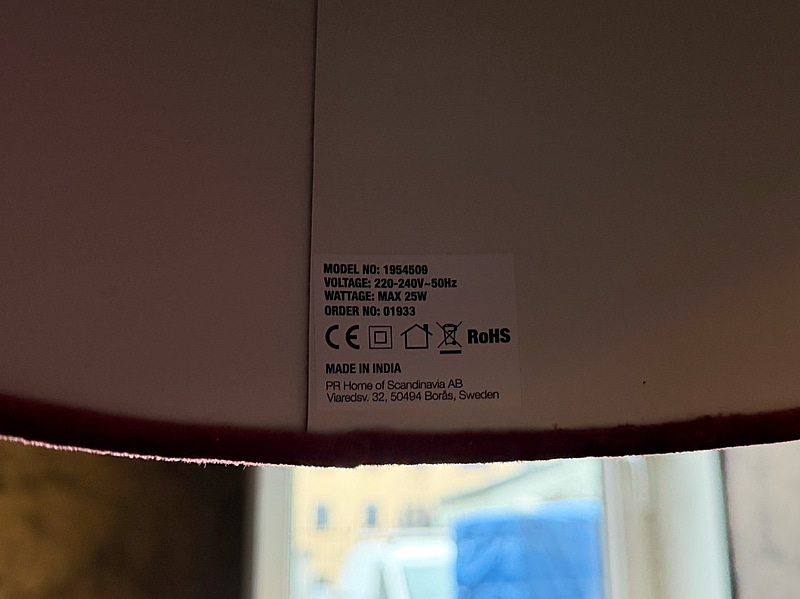 MODEL NO: 1954509
VOLTAGE: 220-240V~50Hz
WATTAGE: MAX 25W
ORDER NO: 01933
CE RoHS
MADE IN INDIA
PR Home of Scandinavia AB
Viaredsv. 32, 50494 Borås, Sweden